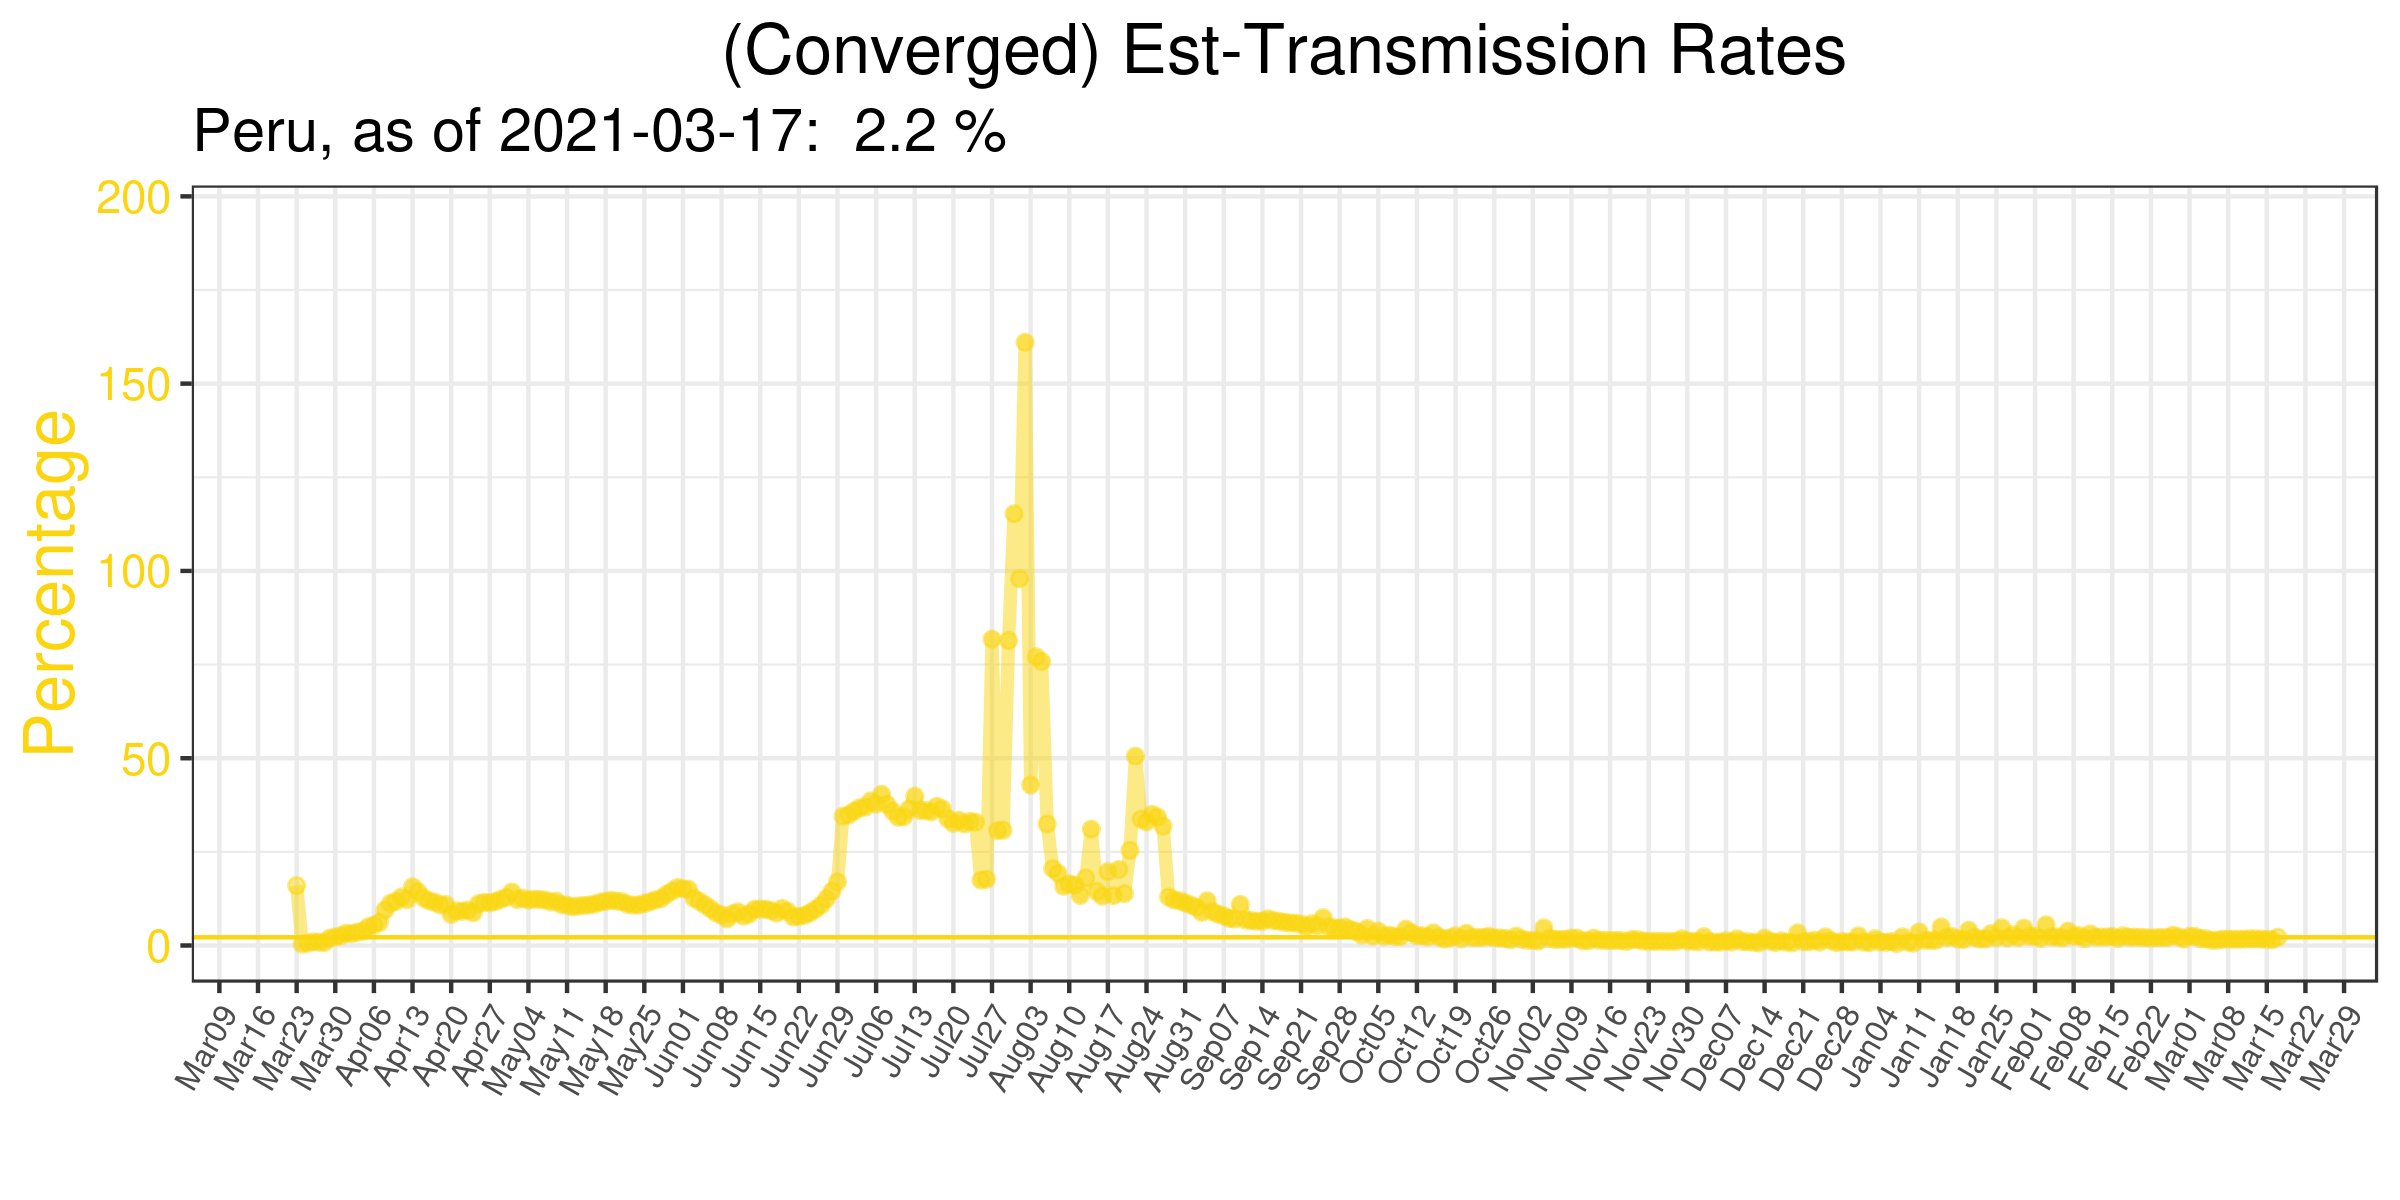 (Converged) Est-Transmission Rates
Peru, as of 2021-03-17:  2.2 %
Percentage
200
150
100
50
0
Mar09 Mar16 Mar23 Mar30 Apr06 Apr13 Apr20 Apr27 May04 May11 May18 May25 Jun01 Jun08 Jun15 Jun22 Jun29 Jul06 Jul13 Jul20 Jul27 Aug03 Aug10 Aug17 Aug24 Aug31 Sep07 Sep14 Sep21 Sep28 Oct05 Oct12 Oct19 Oct26 Nov02 Nov09 Nov16 Nov23 Nov30 Dec07 Dec14 Dec21 Dec28 Jan04 Jan11 Jan18 Jan25 Feb01 Feb08 Feb15 Feb22 Mar01 Mar08 Mar15 Mar22 Mar29